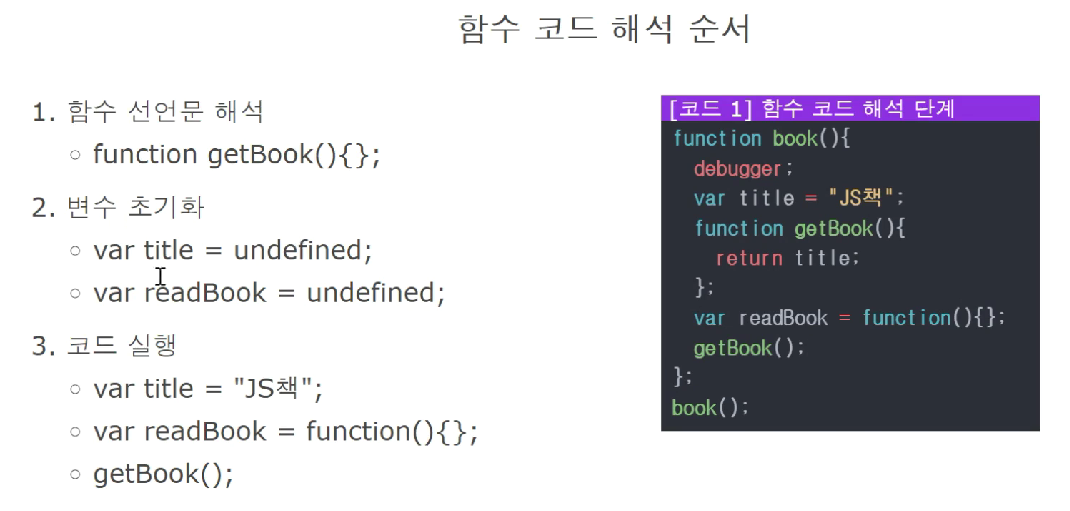 함수 코드 해석 순서
1. 함수 선언문 해석
○ function getBook(){};
2. 변수 초기화
○ var title = undefined;
○ var readBook = undefined;
3. 코드 실행
○ var title = "JS책";
○ var readBook = function(){};
○ getBook();
[코드 1] 함수 코드 해석 단계
function book(){
  debugger;
  var title = "JS책";
  function getBook(){
    return title;
  };
  var readBook = function(){};
  getBook();
};
book();